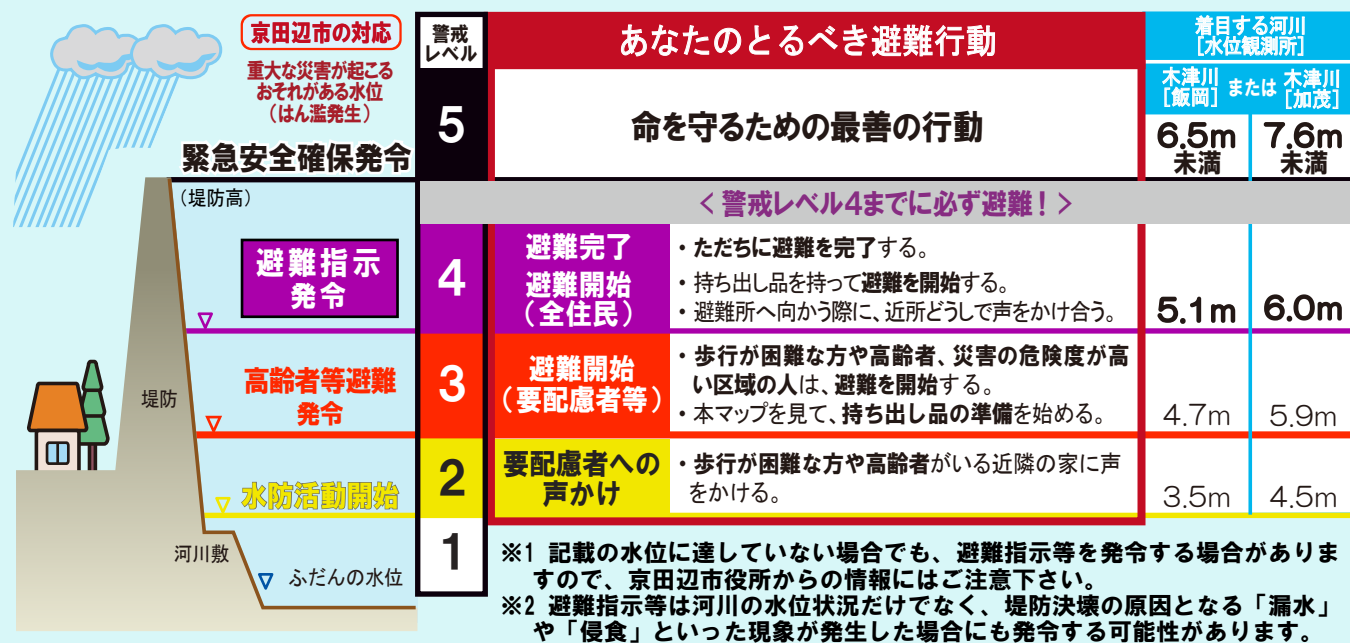 京田辺市の対応
重大な災害が起こる
おそれがある水位
（はん濫発生）
緊急安全確保発令
（堤防高）
避難指示
発令
高齢者等避難
発令
水防活動開始
堤防
河川敷
ふだんの水位
警戒
レベル
あなたのとるべき避難行動
着目する河川
［水位観測所］
木津川
［飯岡］
または
木津川
［加茂］
5
命を守るための最善の行動
6.5m
未満
7.6m
未満
＜警戒レベル4までに必ず避難！＞
4
避難完了
避難開始
（全住民）
・ただちに避難を完了する。
・持ち出し品を持って避難を開始する。
・避難所へ向かう際に、近所どうしで声をかけ合う。
5.1m
6.0m
3
避難開始
（要配慮者等）
・歩行が困難な方や高齢者、災害の危険度が高
い区域の人は、避難を開始する。
・本マップを見て、持ち出し品の準備を始める。
4.7m
5.9m
2
要配慮者への
声かけ
・歩行が困難な方や高齢者がいる近隣の家に声
をかける。
3.5m
4.5m
1
※1 記載の水位に達していない場合でも、避難指示等を発令する場合がありま
すので、京田辺市役所からの情報にはご注意下さい。
※2 避難指示等は河川の水位状況だけでなく、堤防決壊の原因となる「漏水」
や「侵食」といった現象が発生した場合にも発令する可能性があります。